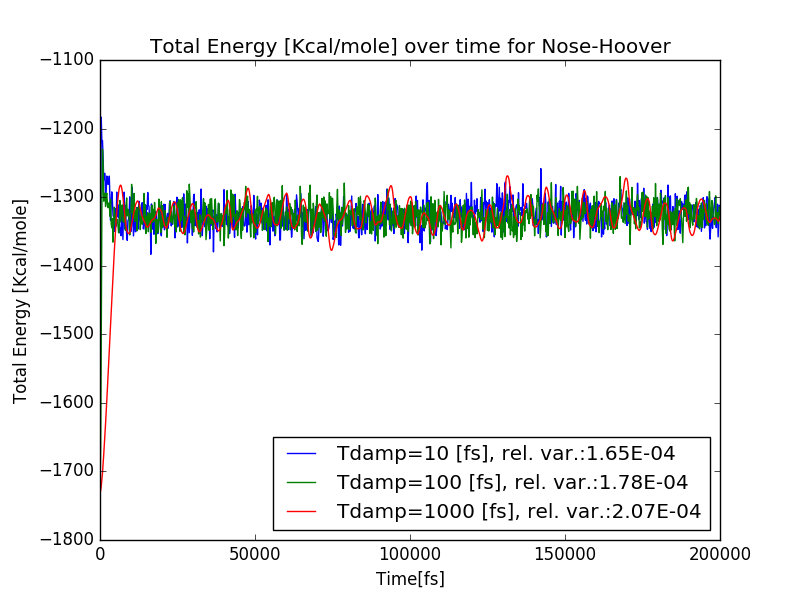 Total Energy [Kcal/mole] over time for Nose-Hoover
Total Energy [Kcal/mole]
−1100
−1200
−1300
−1400
−1500
−1600
−1700
−1800
Tdamp=10 [fs], rel. var.:1.65E-04
Tdamp=100 [fs], rel. var.:1.78E-04
Tdamp=1000 [fs], rel. var.:2.07E-04
0 50000 100000 150000 200000
Time[fs]